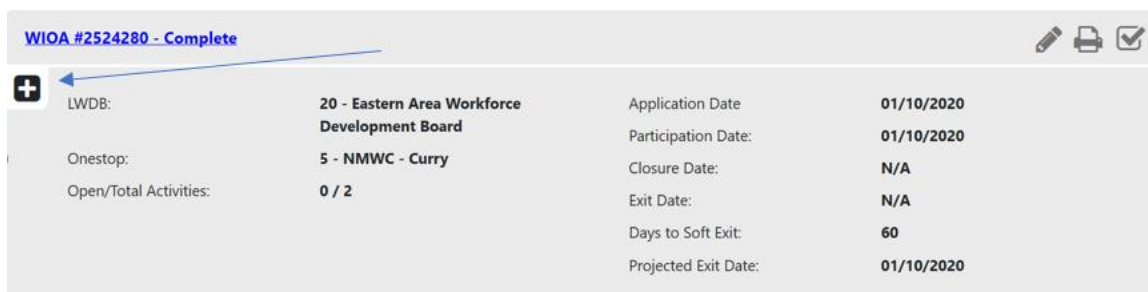 WIOA #2524280 - Complete
LWDB:
20 - Eastern Area Workforce
Development Board
Onestop:
5 - NMWC - Curry
Open/Total Activities:
0 / 2
Application Date
01/10/2020
Participation Date:
01/10/2020
Closure Date:
N/A
Exit Date:
N/A
Days to Soft Exit:
60
Projected Exit Date:
01/10/2020